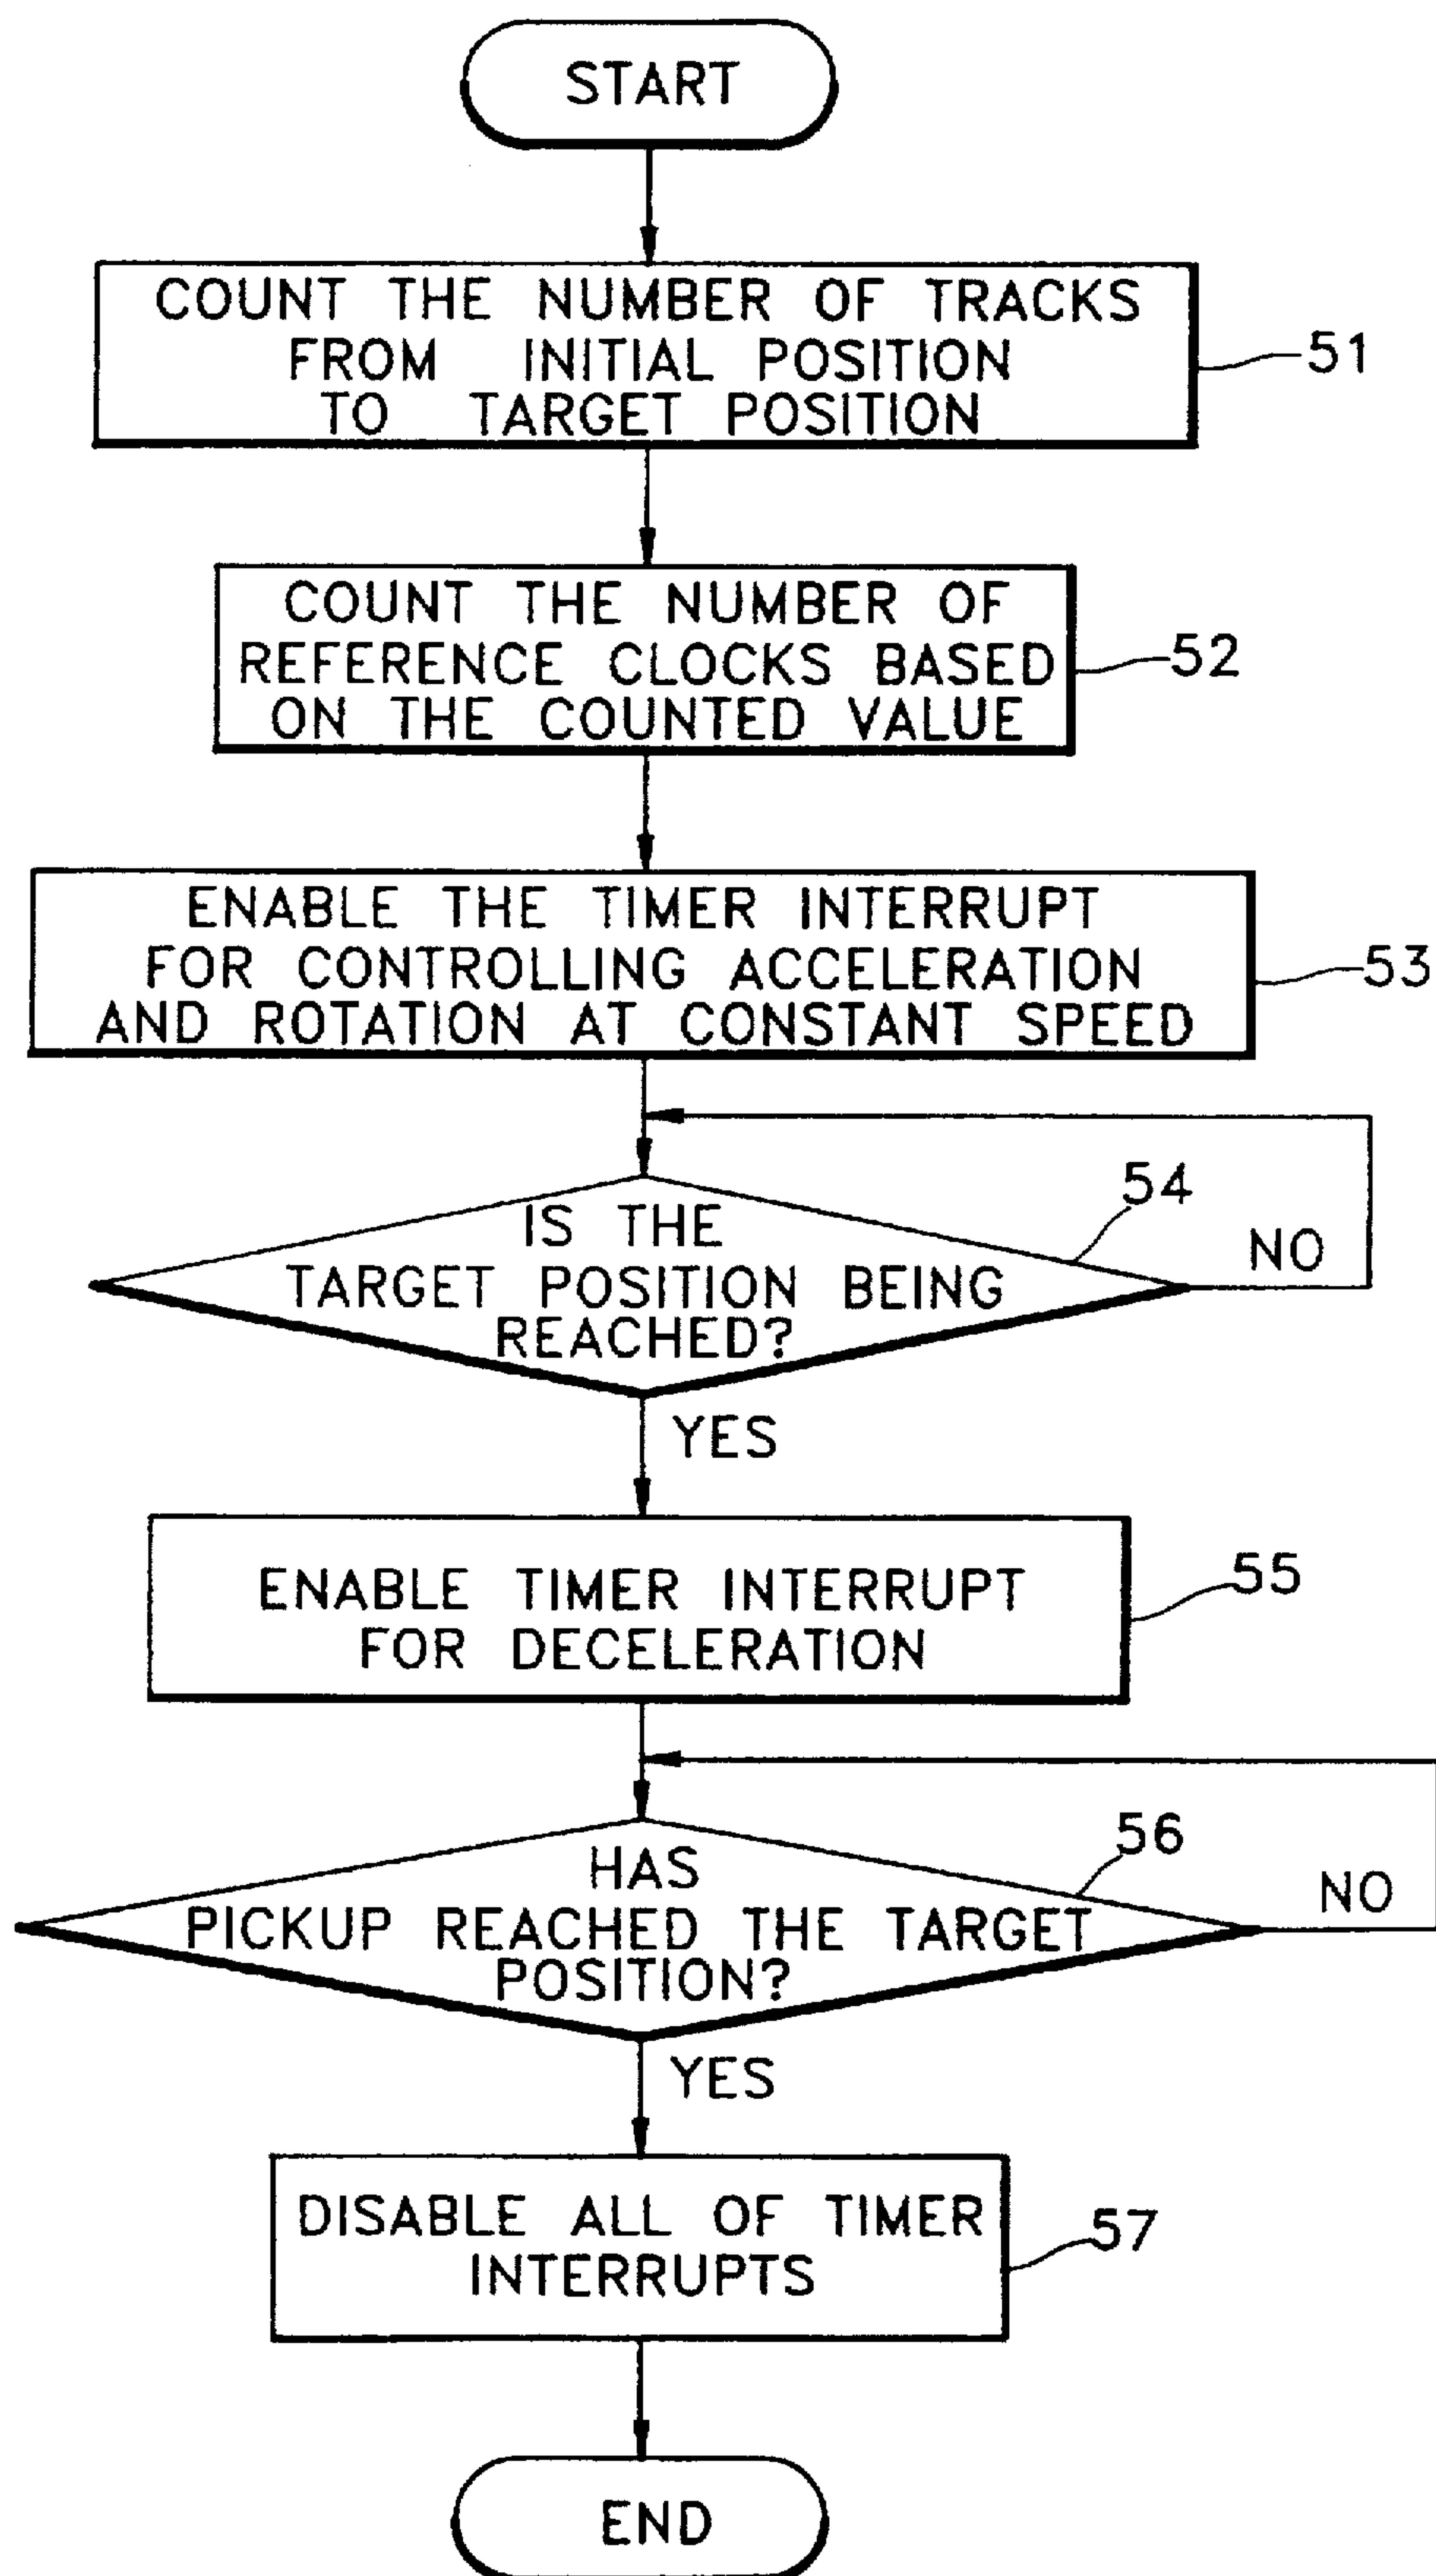 START
COUNT THE NUMBER OF TRACKS
FROM INITIAL POSITION
TO TARGET POSITION
51
COUNT THE NUMBER OF
REFERENCE CLOCKS BASED
ON THE COUNTED VALUE
52
ENABLE THE TIMER INTERRUPT
FOR CONTROLLING ACCELERATION
AND ROTATION AT CONSTANT SPEED
53
54
IS THE
TARGET POSITION BEING
REACHED?
NO
YES
ENABLE TIMER INTERRUPT
FOR DECELERATION
55
56
HAS
PICKUP REACHED THE TARGET
POSITION?
NO
YES
DISABLE ALL OF TIMER
INTERRUPTS
57
END